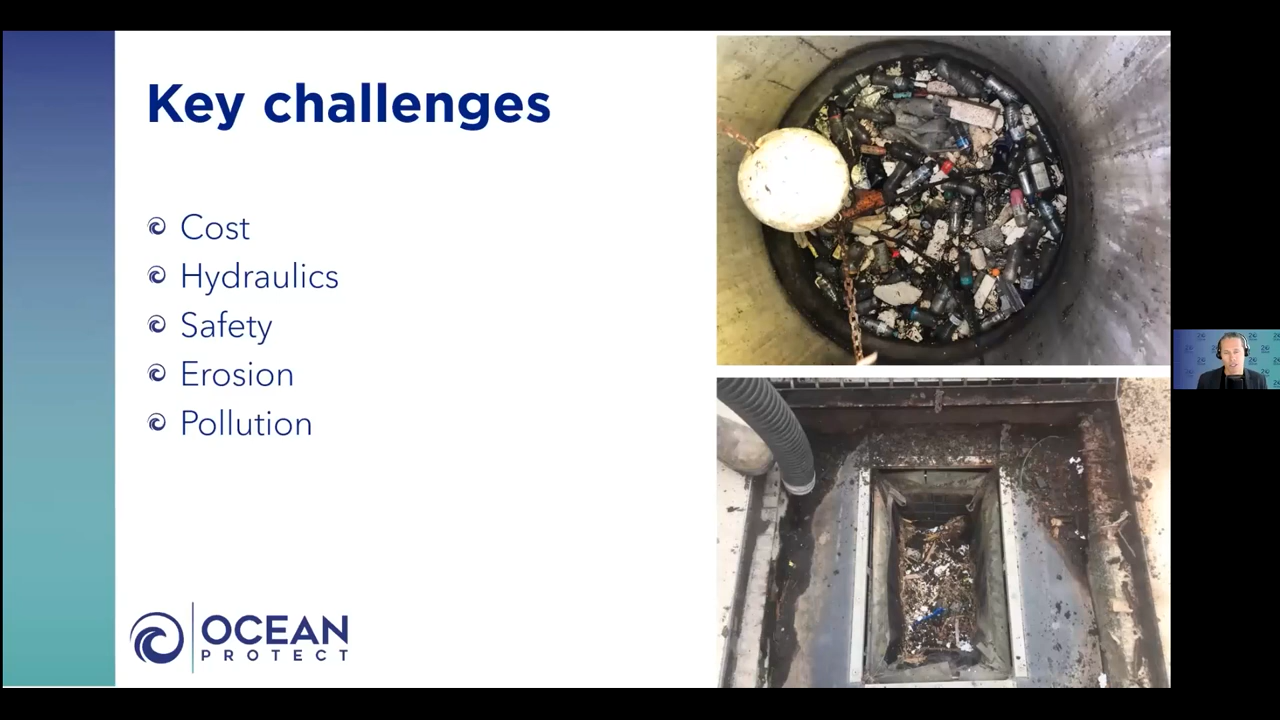 Key challenges
Cost
Hydraulics
Safety
Erosion
Pollution
OCEAN
PROTECT